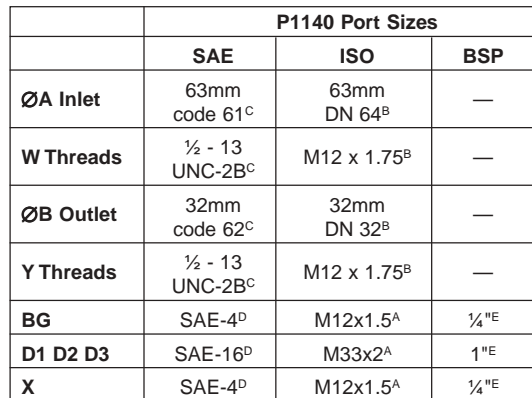 P1140 Port Sizes
SAE ISO BSP
ØA Inlet 63mm code 61ᶜ 63mm DN 64ᴮ —
W Threads ½ - 13 UNC-2Bᶜ M12 x 1.75ᴮ —
ØB Outlet 32mm code 62ᶜ 32mm DN 32ᴮ —
Y Threads ½ - 13 UNC-2Bᶜ M12 x 1.75ᴮ —
BG SAE-4ᴰ M12x1.5ᴬ ¼"ᴱ
D1 D2 D3 SAE-16ᴰ M33x2ᴬ 1"ᴱ
X SAE-4ᴰ M12x1.5ᴬ ¼"ᴱ